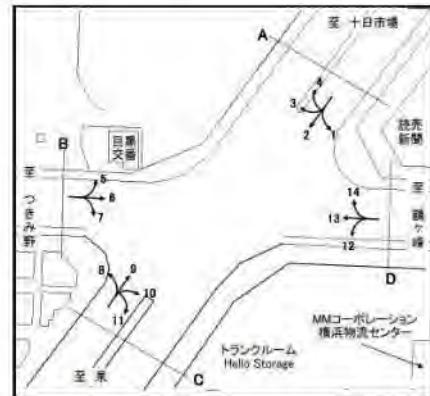 至 十日市場
A
4
3
2
1
読売
新聞
目黒
交番
B
至
つきみ野
5
6
7
14
13
12
至
鶴ヶ峰
D
8
9
10
11
MMコーポレーション
横浜物流センター
トランクルーム
Hello Storage
至 東
C